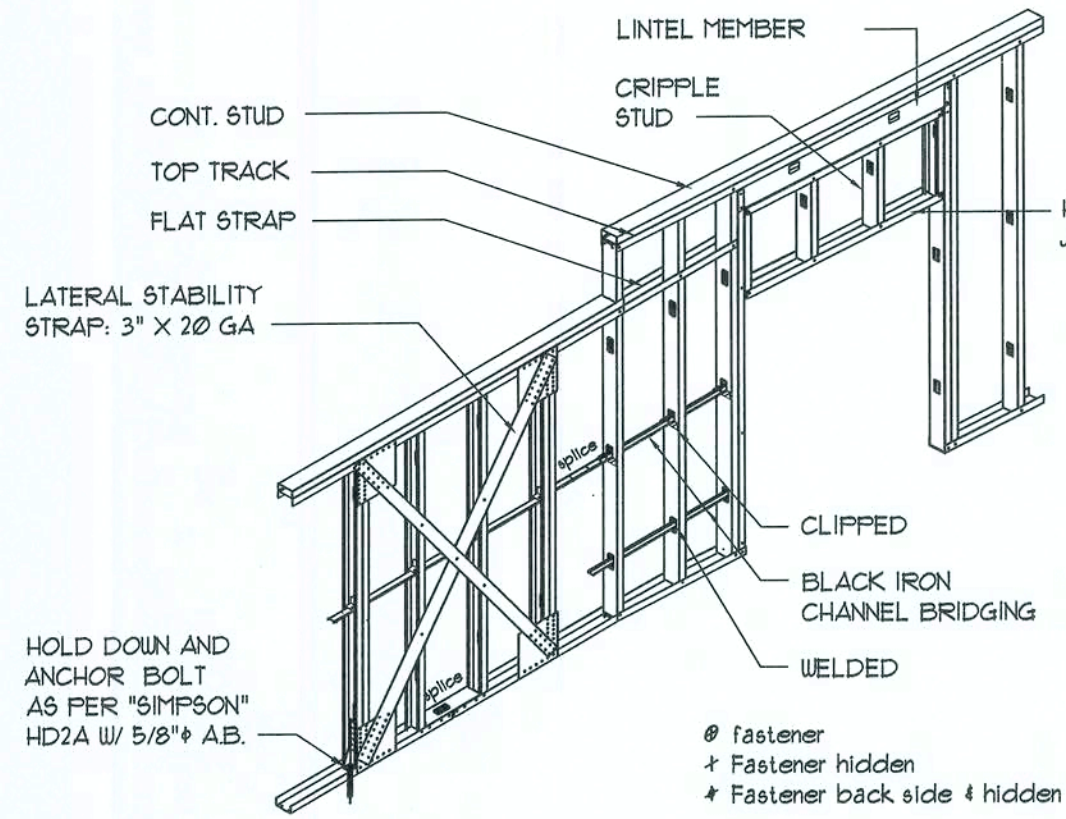 LINTEL MEMBER
CRIPPLE
STUD
CONT. STUD
TOP TRACK
FLAT STRAP
LATERAL STABILITY
STRAP: 3" X 20 GA
splice
CLIPPED
BLACK IRON
CHANNEL BRIDGING
WELDED
HOLD DOWN AND
ANCHOR BOLT
AS PER "SIMPSON"
HD2A W/ 5/8"φ A.B.
splice
fastener
Fastener hidden
Fastener back side & hidden